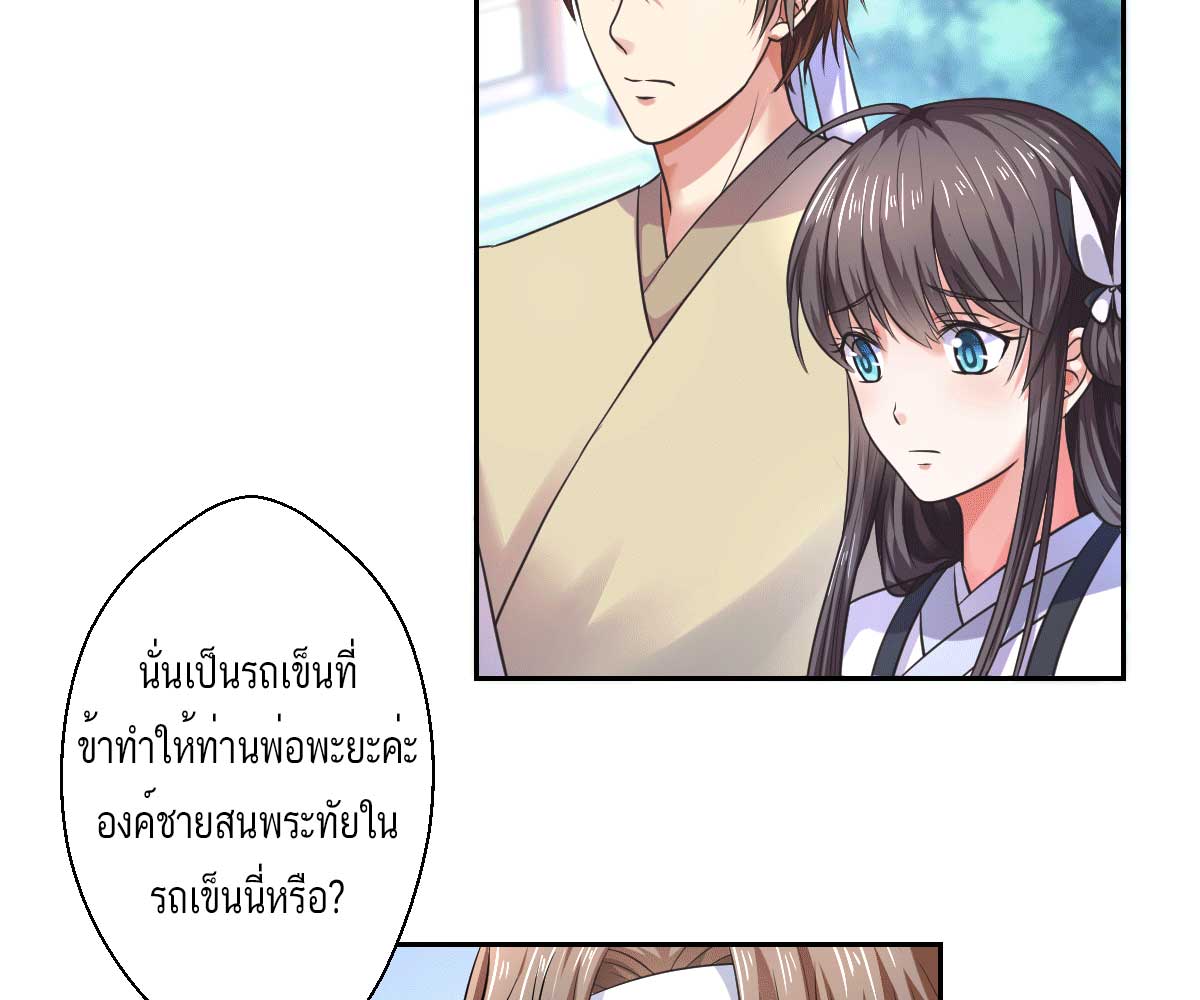 นั่นเป็นรถเข็นที่
ข้าทำให้ท่านพ่อพะยะค่ะ
องค์ชายสนพระทัยใน
รถเข็นนี่หรือ?